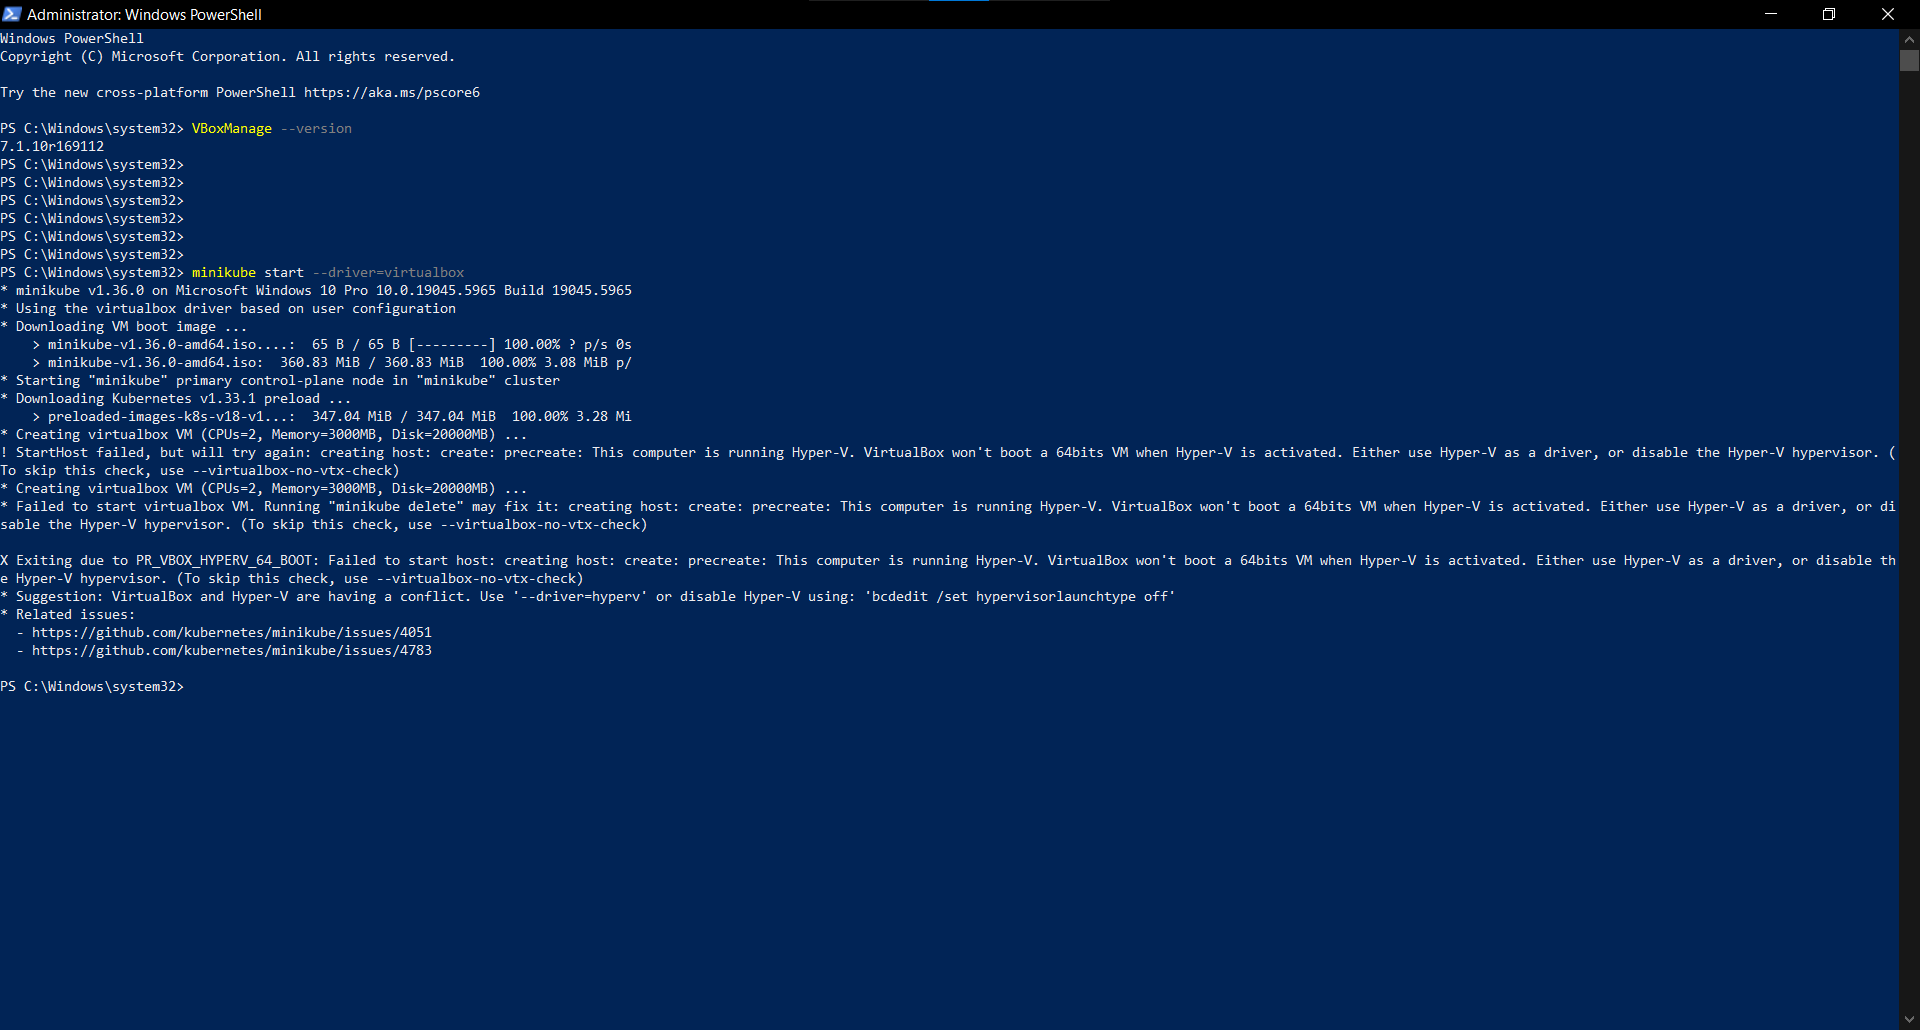 Administrator: Windows PowerShell
Windows PowerShell
Copyright (C) Microsoft Corporation. All rights reserved.
Try the new cross-platform PowerShell https://aka.ms/pscore6
PS C:\Windows\system32> VBoxManage --version
7.1.10r169112
PS C:\Windows\system32>
PS C:\Windows\system32>
PS C:\Windows\system32>
PS C:\Windows\system32>
PS C:\Windows\system32>
PS C:\Windows\system32>
PS C:\Windows\system32> minikube start --driver=virtualbox
* minikube v1.36.0 on Microsoft Windows 10 Pro 10.0.19045.5965 Build 19045.5965
* Using the virtualbox driver based on user configuration
* Downloading VM boot image ...
    > minikube-v1.36.0-amd64.iso....:  65 B / 65 B [---------] 100.00% ? p/s 0s
    > minikube-v1.36.0-amd64.iso:  360.83 MiB / 360.83 MiB  100.00% 3.08 MiB p/
* Starting "minikube" primary control-plane node in "minikube" cluster
* Downloading Kubernetes v1.33.1 preload ...
    > preloaded-images-k8s-v18-v1...:  347.04 MiB / 347.04 MiB  100.00% 3.28 Mi
* Creating virtualbox VM (CPUs=2, Memory=3000MB, Disk=20000MB) ...
! StartHost failed, but will try again: creating host: create: precreate: This computer is running Hyper-V. VirtualBox won't boot a 64bits VM when Hyper-V is activated. Either use Hyper-V as a driver, or disable the Hyper-V hypervisor. (
To skip this check, use --virtualbox-no-vtx-check)
* Creating virtualbox VM (CPUs=2, Memory=3000MB, Disk=20000MB) ...
* Failed to start virtualbox VM. Running "minikube delete" may fix it: creating host: create: precreate: This computer is running Hyper-V. VirtualBox won't boot a 64bits VM when Hyper-V is activated. Either use Hyper-V as a driver, or di
sable the Hyper-V hypervisor. (To skip this check, use --virtualbox-no-vtx-check)
X Exiting due to PR_VBOX_HYPERV_64_BOOT: Failed to start host: creating host: create: precreate: This computer is running Hyper-V. VirtualBox won't boot a 64bits VM when Hyper-V is activated. Either use Hyper-V as a driver, or disable th
e Hyper-V hypervisor. (To skip this check, use --virtualbox-no-vtx-check)
* Suggestion: VirtualBox and Hyper-V are having a conflict. Use '--driver=hyperv' or disable Hyper-V using: 'bcdedit /set hypervisorlaunchtype off'
* Related issues:
  - https://github.com/kubernetes/minikube/issues/4051
  - https://github.com/kubernetes/minikube/issues/4783
PS C:\Windows\system32>